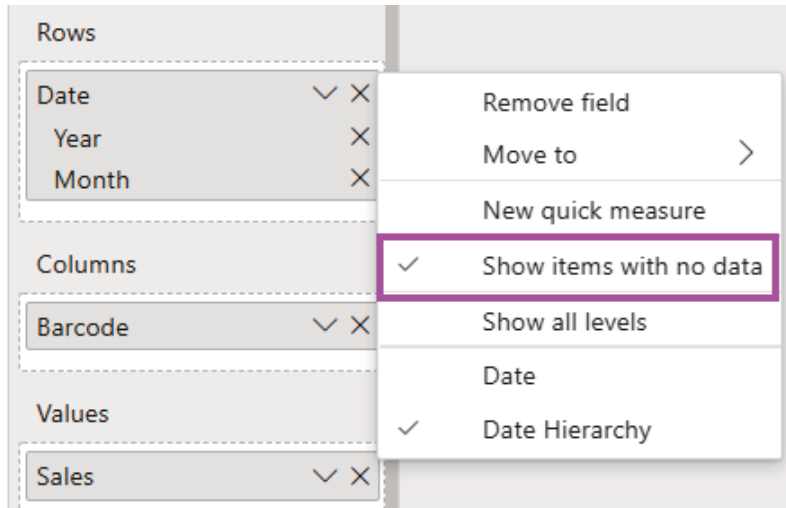 Rows
Date
Year
Month
Columns
Barcode
Values
Sales
Remove field
Move to
New quick measure
Show items with no data
Show all levels
Date
Date Hierarchy